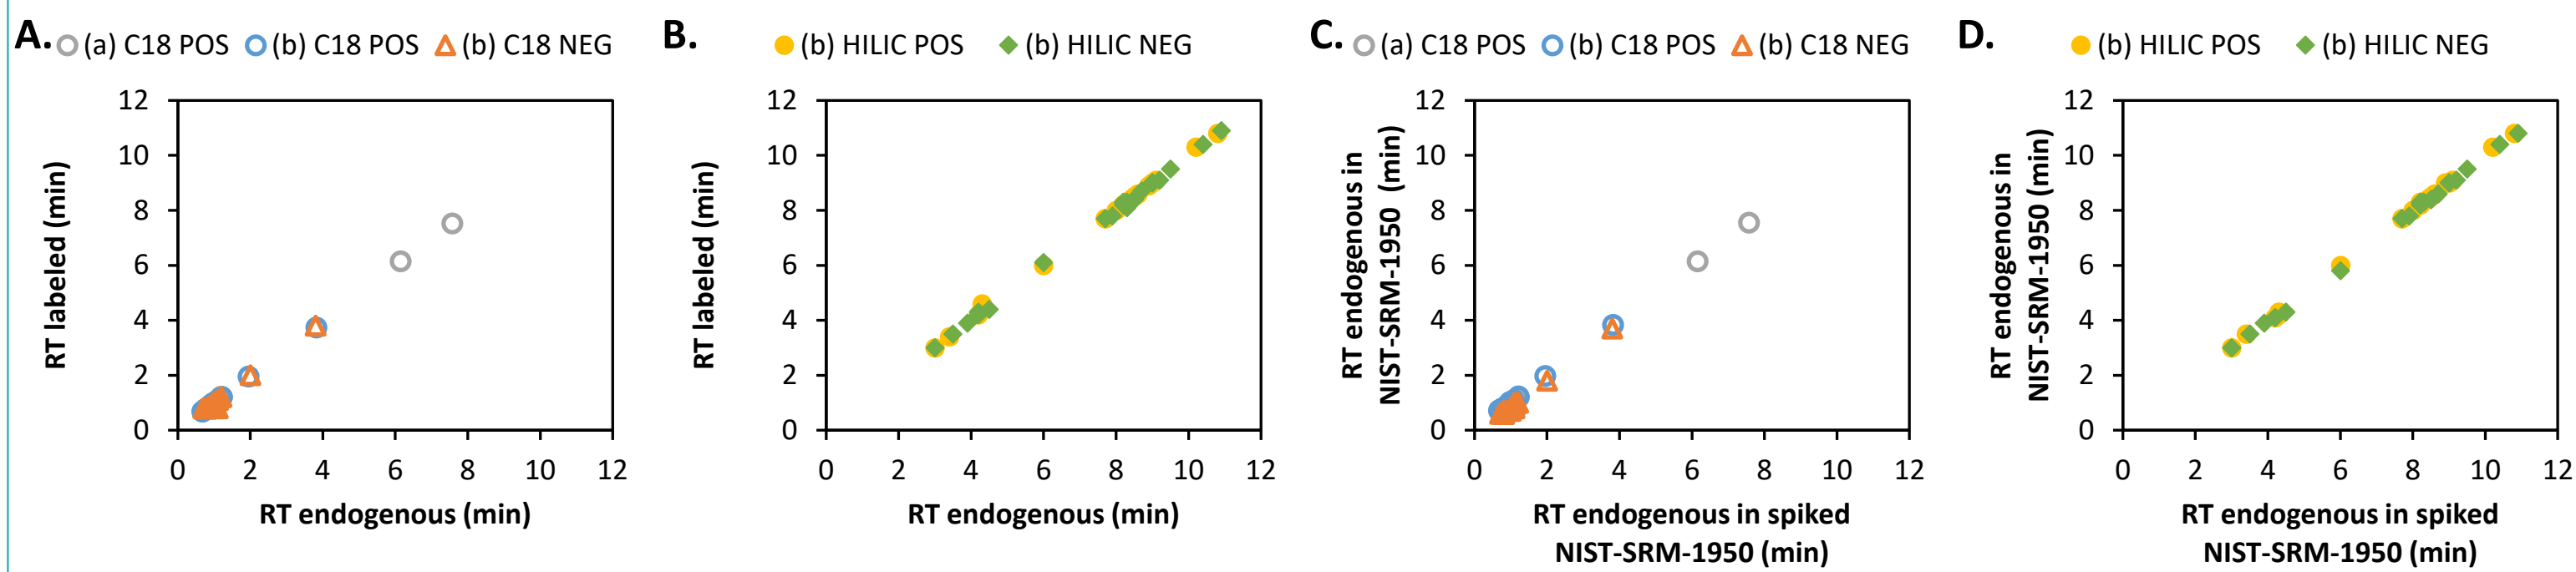 A. (a) C18 POS (b) C18 POS (b) C18 NEG
12
10
8
6
4
2
0
RT labeled (min)
0 2 4 6 8 10 12
RT endogenous (min)
B. (b) HILIC POS (b) HILIC NEG
12
10
8
6
4
2
0
RT labeled (min)
0 2 4 6 8 10 12
RT endogenous (min)
C. (a) C18 POS (b) C18 POS (b) C18 NEG
12
10
8
6
4
2
0
RT endogenous in
NIST-SRM-1950 (min)
0 2 4 6 8 10 12
RT endogenous in spiked
NIST-SRM-1950 (min)
D. (b) HILIC POS (b) HILIC NEG
12
10
8
6
4
2
0
RT endogenous in
NIST-SRM-1950 (min)
0 2 4 6 8 10 12
RT endogenous in spiked
NIST-SRM-1950 (min)